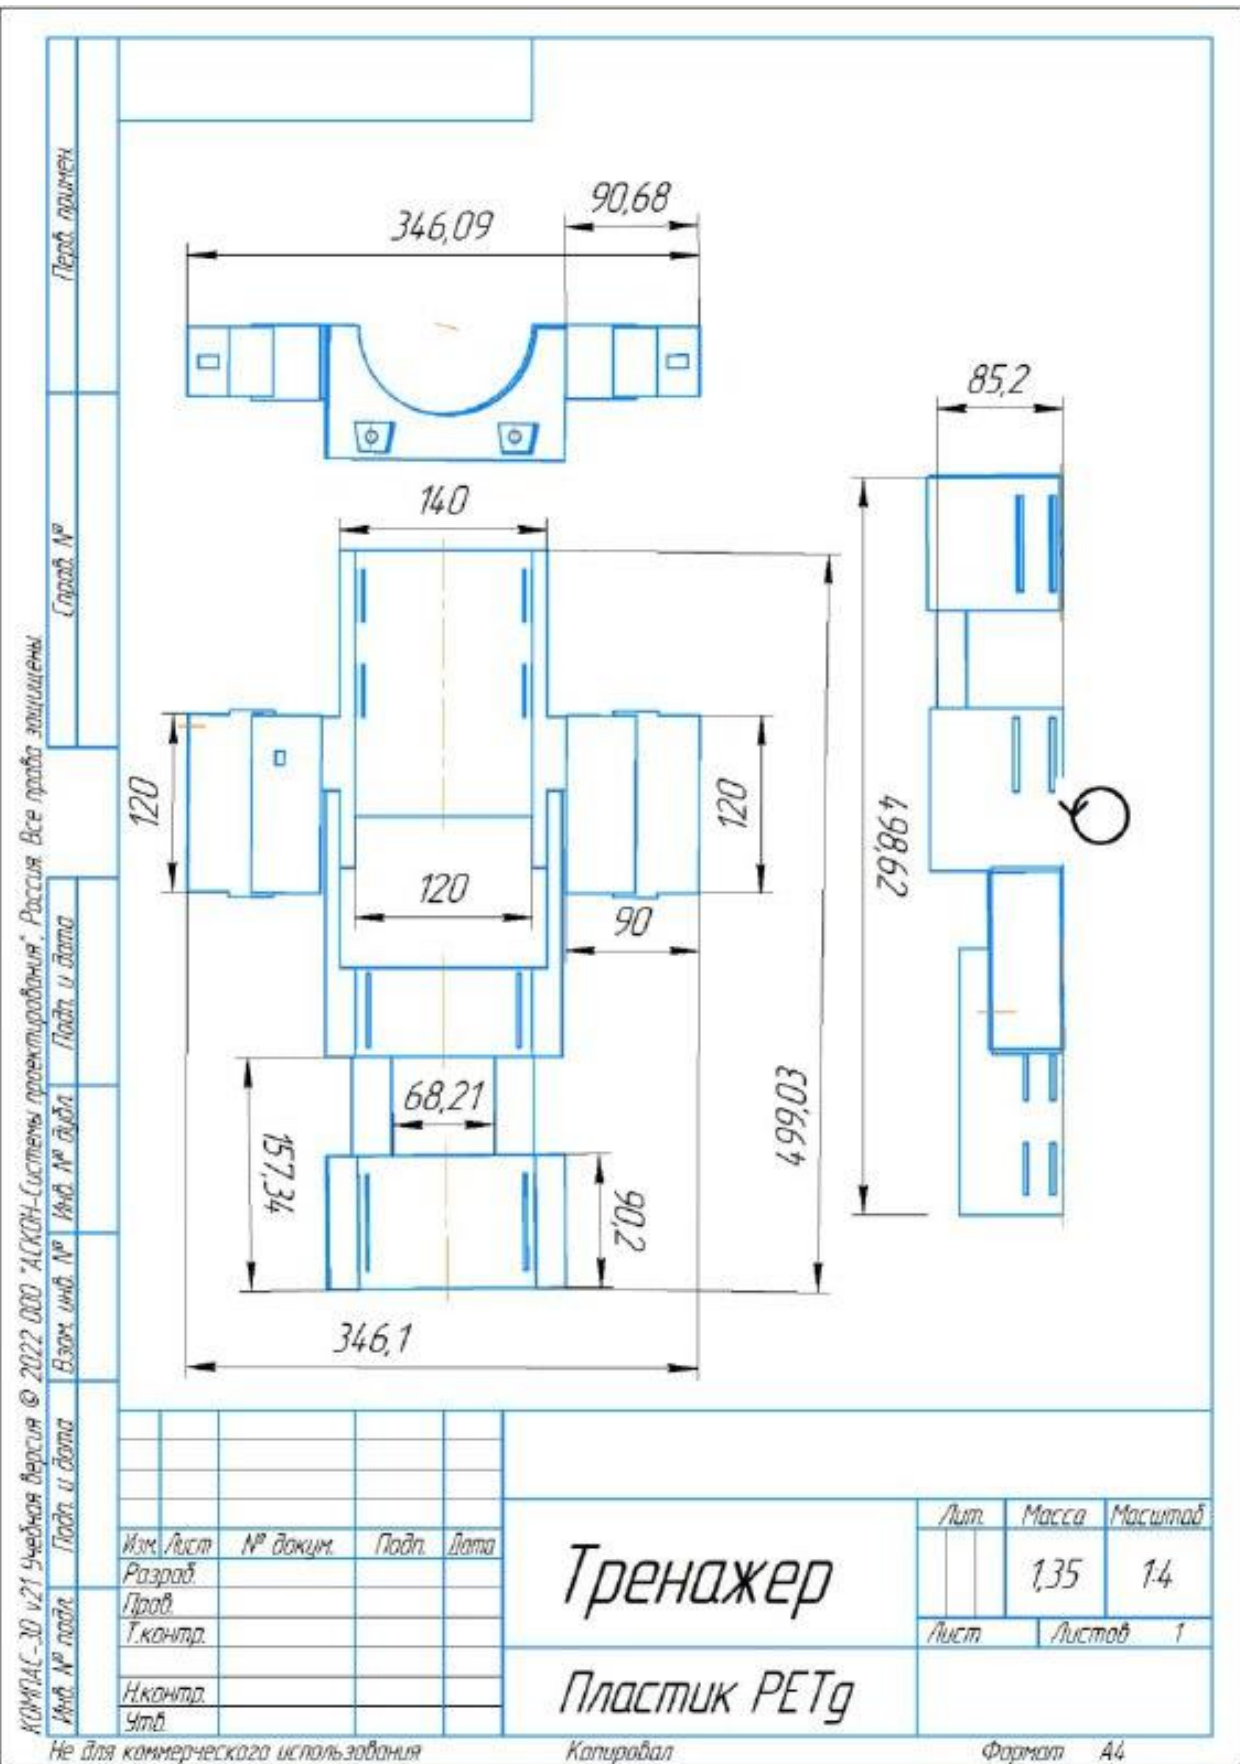 Перв. примен.
Справ. №
Подп. и дата
Инв. № дубл.
Взам. инв. №
Подп. и дата
Инв. № подл.
КОМПАС-3D v21 Учебная версия © 2022 ООО "АСКОН-Системы проектирования", Россия. Все права защищены.
346,09
90,68
85,2
140
120
120
120
90
498,62
499,03
68,21
157,34
90,2
346,1
Изм. Лист № докум. Подп. Дата
Разраб.
Пров.
Т.контр.
Н.контр.
Утв.
Тренажер
Пластик PETg
Лит. Масса Масштаб
1,35 1:4
Лист Листов 1
Не для коммерческого использования
Копировал
Формат A4